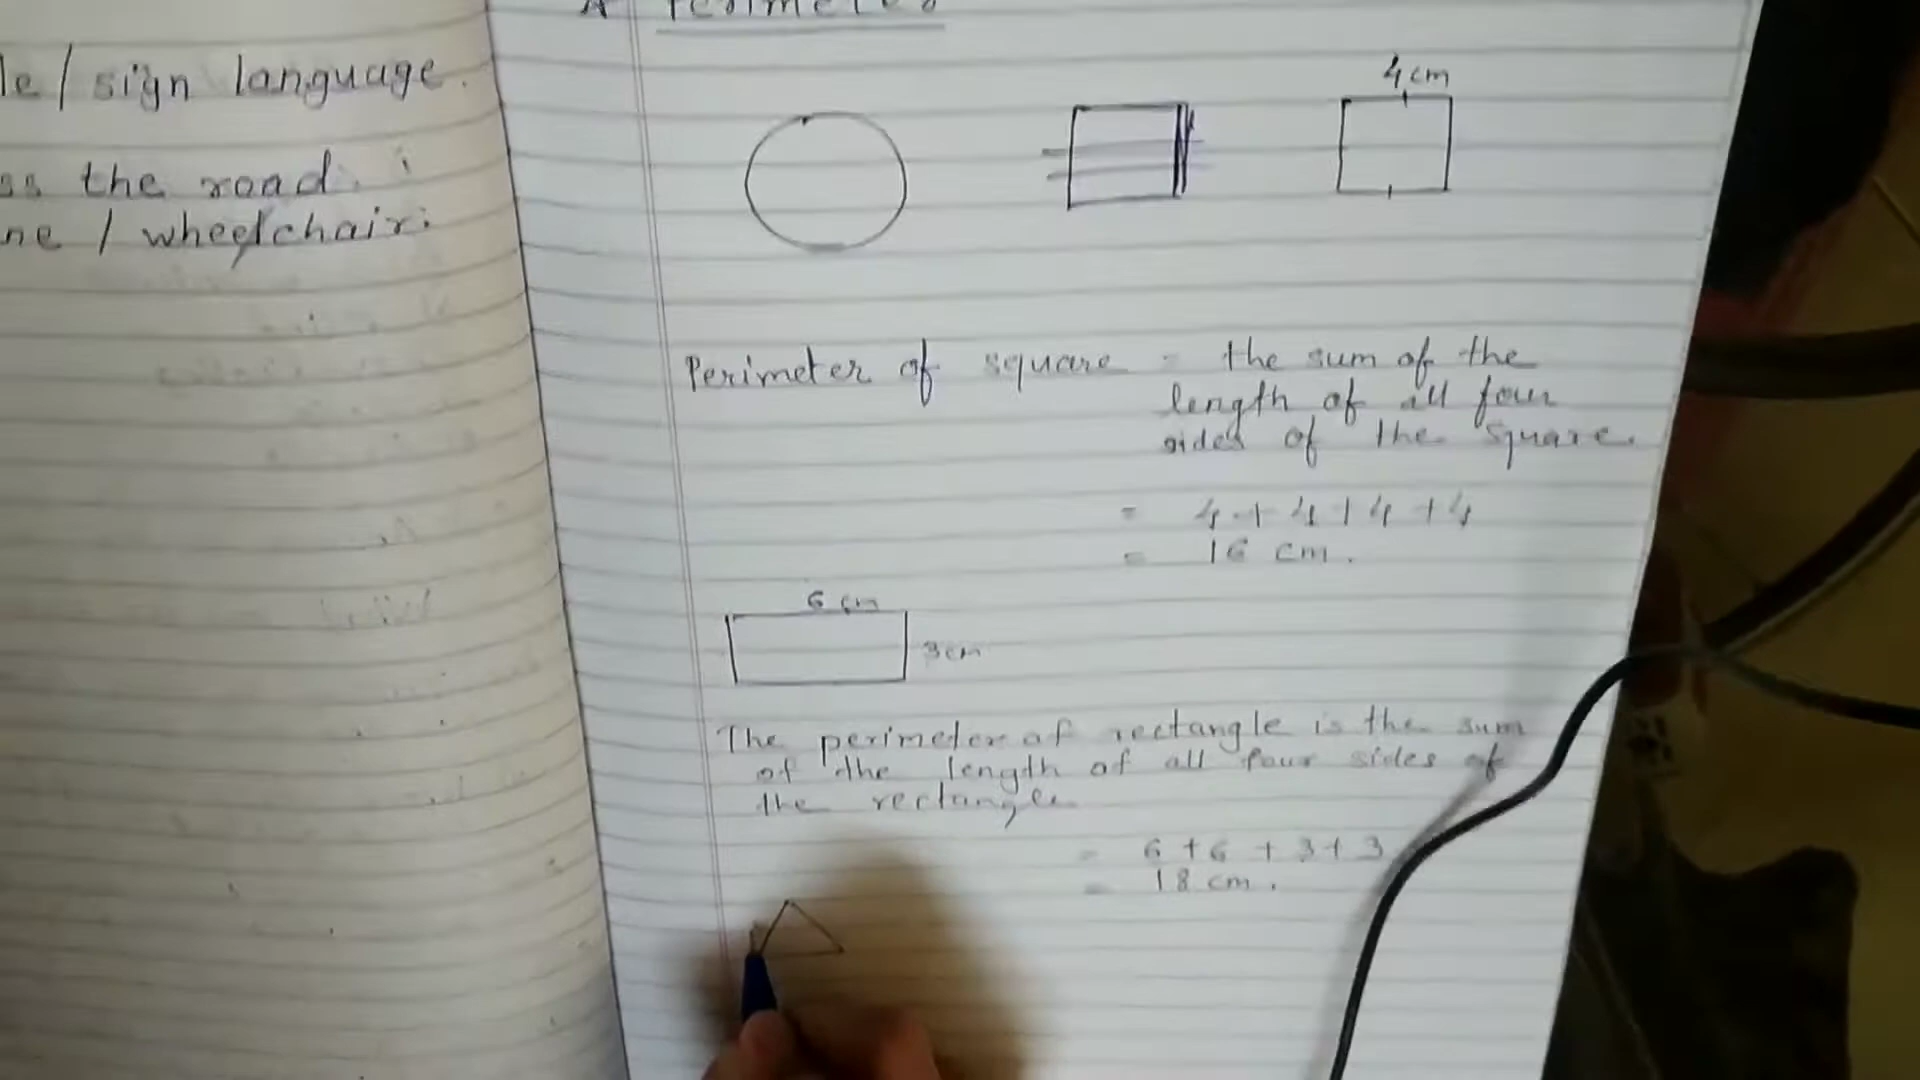 le/ sign language.
ss the road.
ne / wheelchair.
Perimeter
4cm
Perimeter of square = the sum of the
length of all four
sides of the square.
= 4+4+4+4
= 16 cm.
6 cm
3cm
The perimeter of rectangle is the sum
of the length of all four sides of
the rectangle
= 6+6+3+3
= 18 cm.